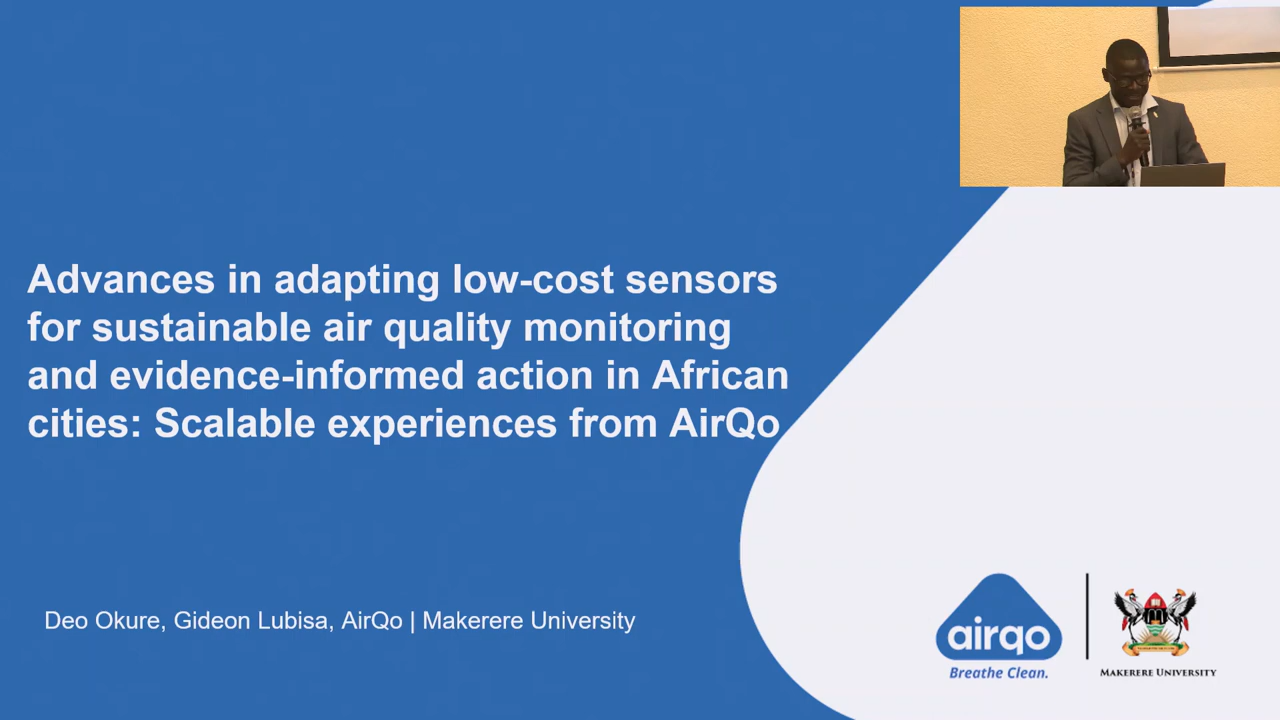 Advances in adapting low-cost sensors
for sustainable air quality monitoring
and evidence-informed action in African
cities: Scalable experiences from AirQo
Deo Okure, Gideon Lubisa, AirQo | Makerere University
airqo
Breathe Clean.
MAKERERE UNIVERSITY